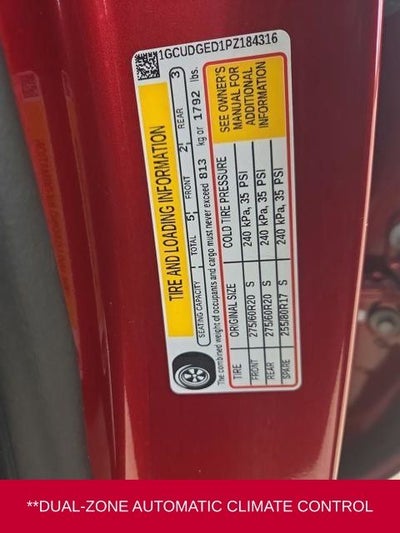 1GCUDGED1PZ184316
TIRE AND LOADING INFORMATION
SEATING CAPACITY TOTAL 5 FRONT 2 REAR 3
The combined weight of occupants and cargo must never exceed 813 kg or 1792 lbs.
TIRE ORIGINAL SIZE COLD TIRE PRESSURE
FRONT 275/60R20 S 240 kPa, 35 PSI
REAR 275/60R20 S 240 kPa, 35 PSI
SPARE 255/80R17 S 240 kPa, 35 PSI
SEE OWNER'S
MANUAL FOR
ADDITIONAL
INFORMATION
**DUAL-ZONE AUTOMATIC CLIMATE CONTROL